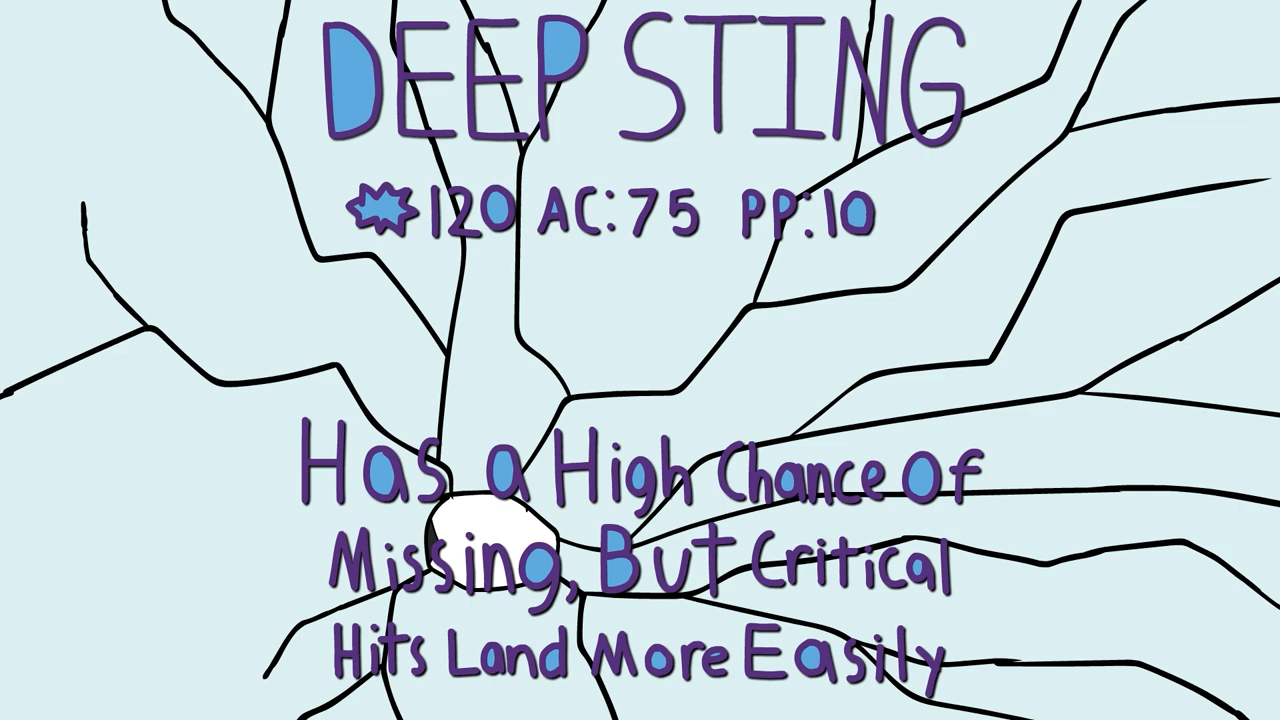 DEEP STING
120 AC:75 PP:10
Has a High Chance Of
Missing, But Critical
Hits Land More Easily